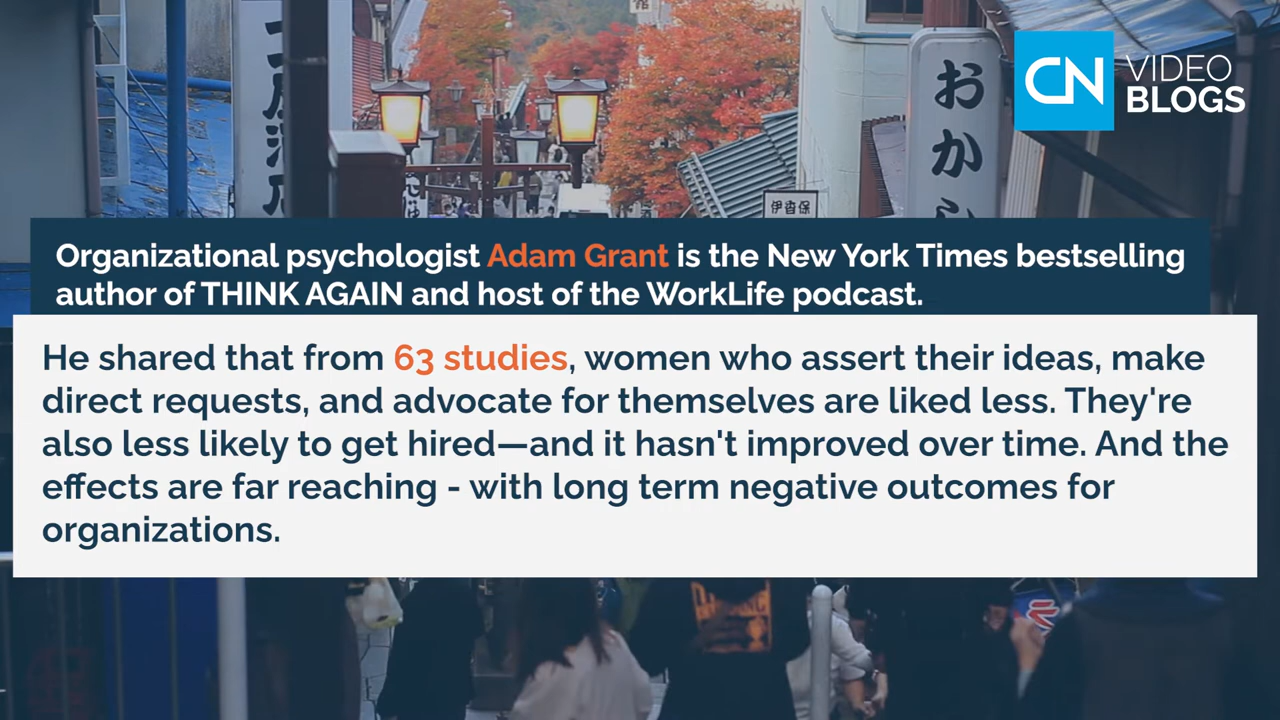 CN VIDEO
BLOGS
おから
伊香保
Organizational psychologist Adam Grant is the New York Times bestselling
author of THINK AGAIN and host of the WorkLife podcast.
He shared that from 63 studies, women who assert their ideas, make
direct requests, and advocate for themselves are liked less. They're
also less likely to get hired—and it hasn't improved over time. And the
effects are far reaching - with long term negative outcomes for
organizations.